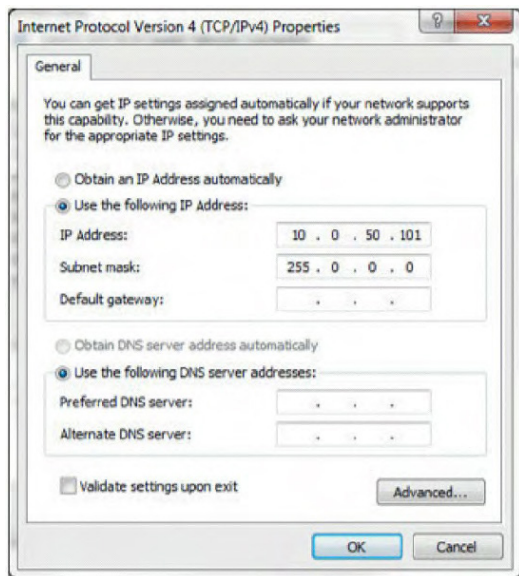 Internet Protocol Version 4 (TCP/IPv4) Properties
General
You can get IP settings assigned automatically if your network supports
this capability. Otherwise, you need to ask your network administrator
for the appropriate IP settings.
Obtain an IP Address automatically
Use the following IP Address:
IP Address: 10 . 0 . 50 . 101
Subnet mask: 255 . 0 . 0 . 0
Default gateway: . . .
Obtain DNS server address automatically
Use the following DNS server addresses:
Preferred DNS server: . . .
Alternate DNS server: . . .
Validate settings upon exit
Advanced...
OK Cancel